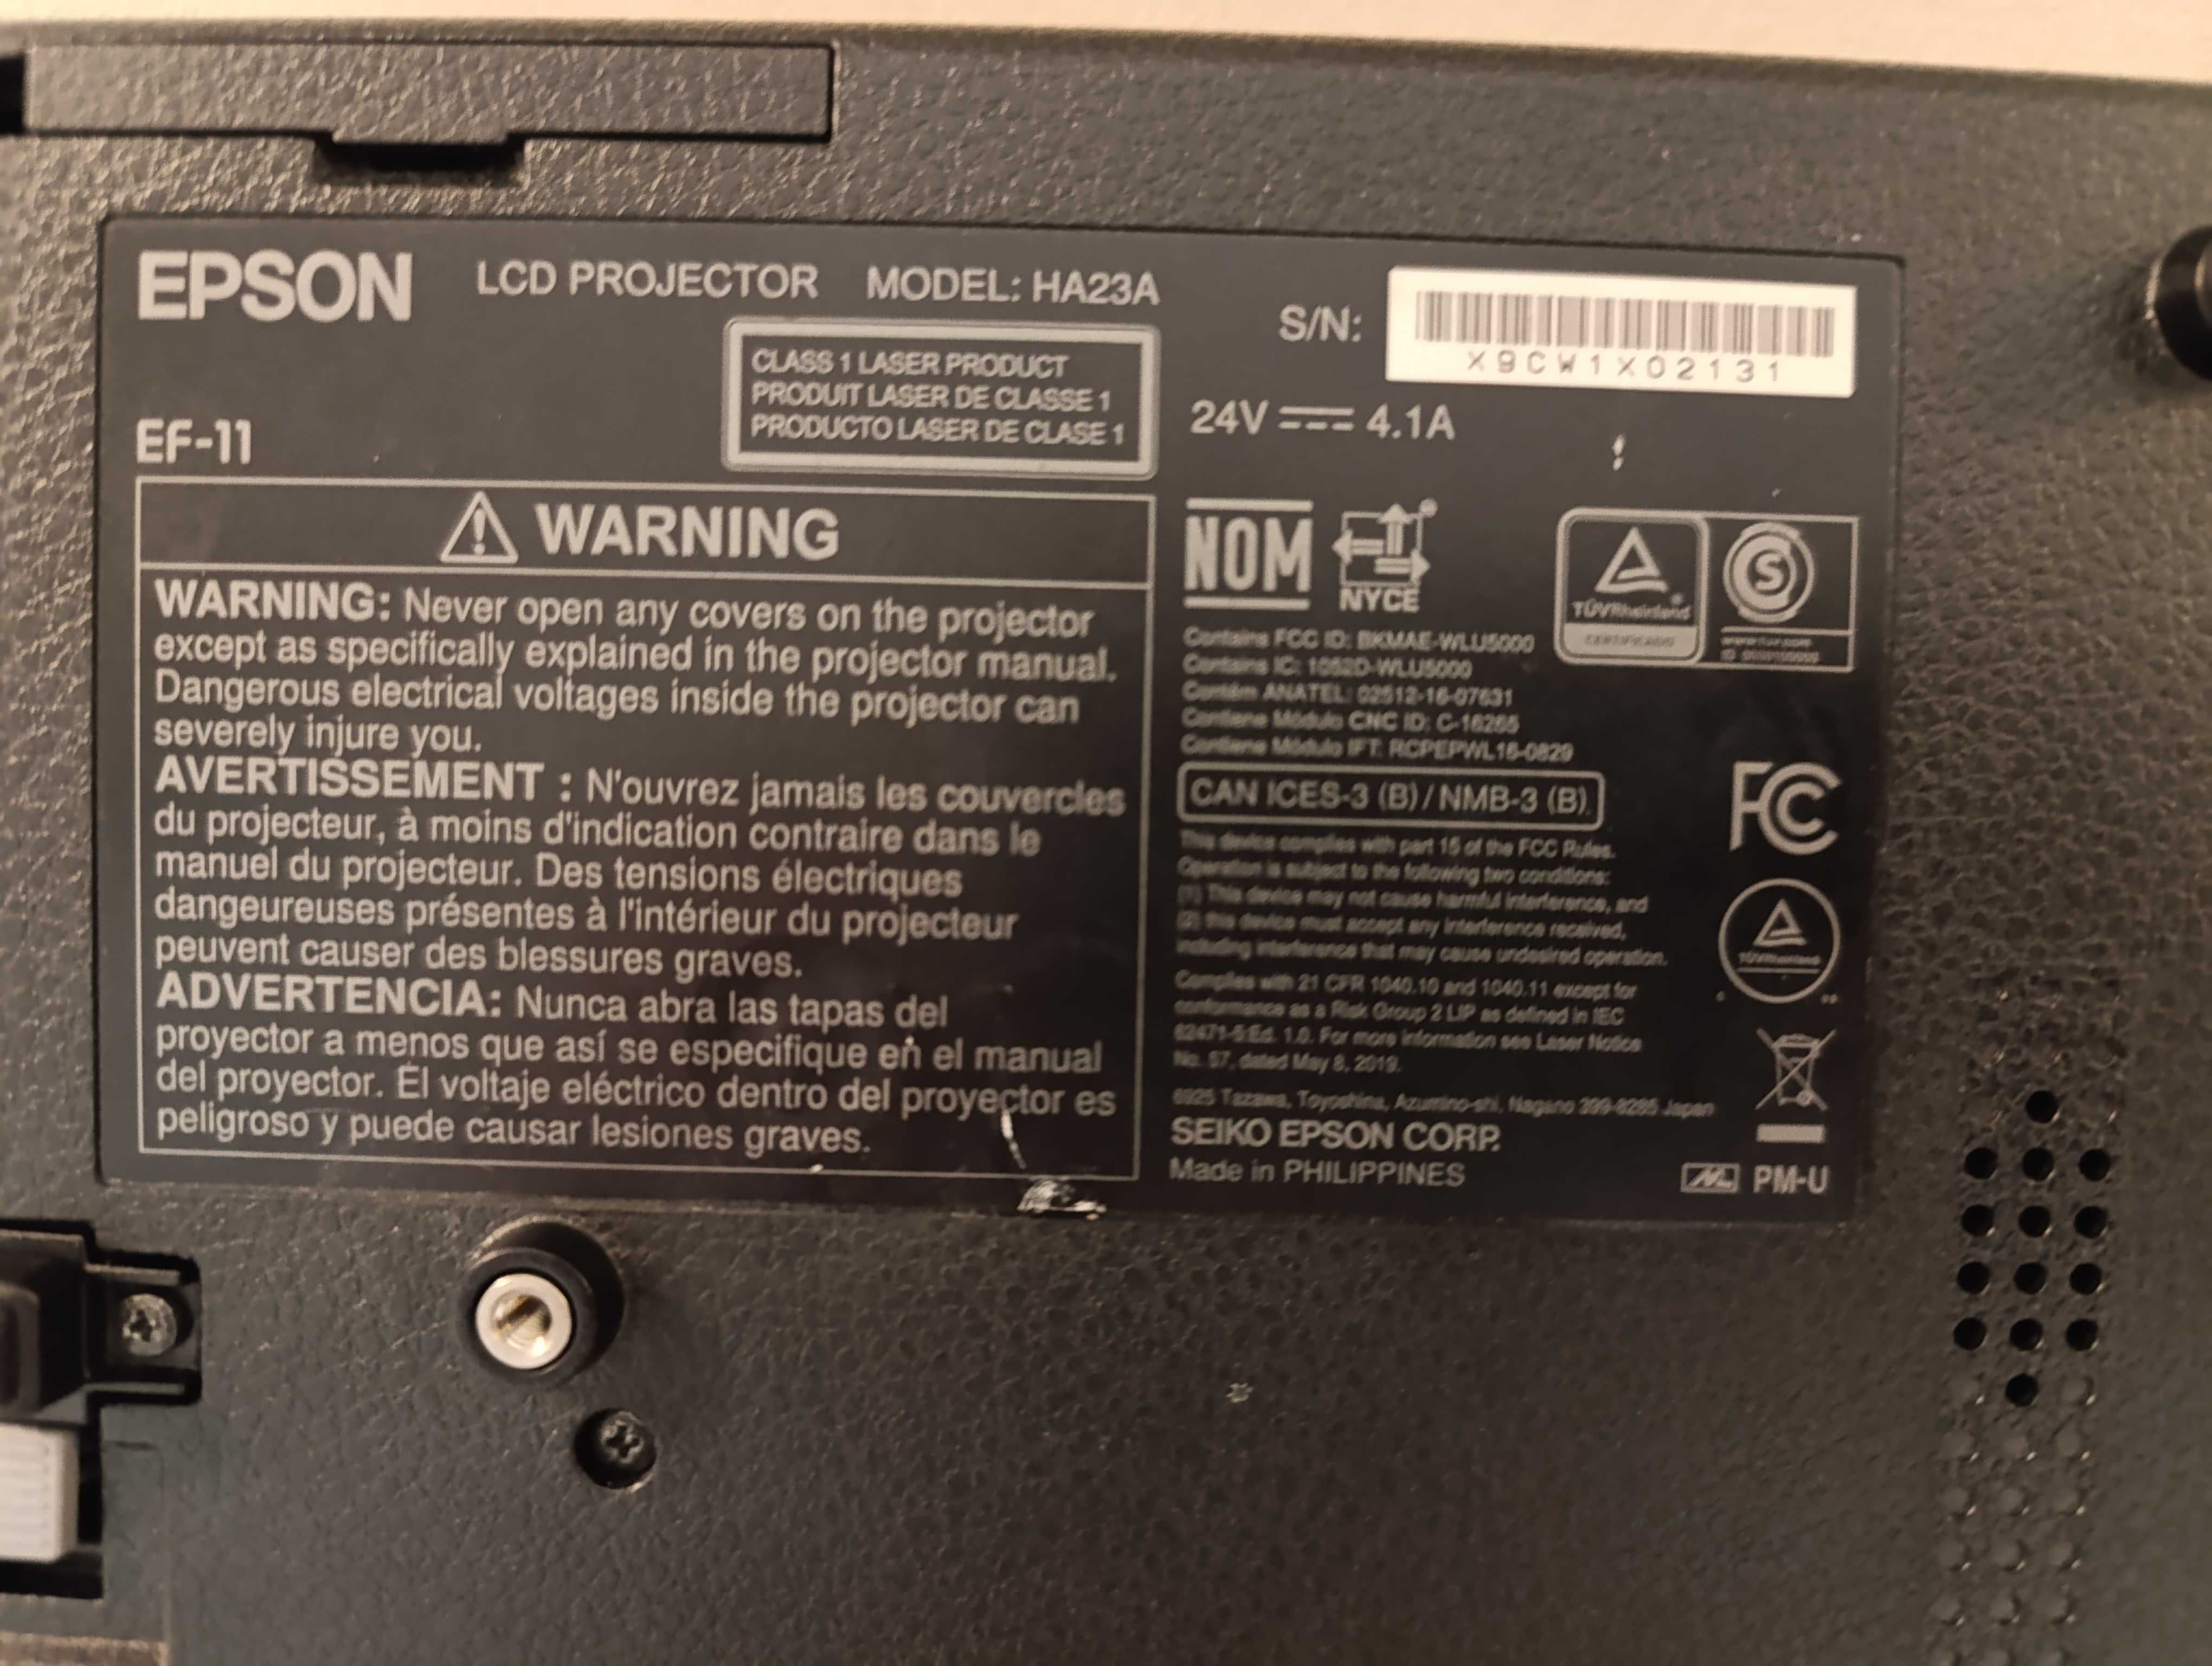 EPSON LCD PROJECTOR MODEL: HA23A
S/N: X9CW1X02131
CLASS 1 LASER PRODUCT
PRODUIT LASER DE CLASSE 1
PRODUCTO LASER DE CLASE 1
24V 4.1A
EF-11
WARNING
WARNING: Never open any covers on the projector
except as specifically explained in the projector manual.
Dangerous electrical voltages inside the projector can
severely injure you.
AVERTISSEMENT : N'ouvrez jamais les couvercles
du projecteur, à moins d'indication contraire dans le
manuel du projecteur. Des tensions électriques
dangeureuses présentes à l'intérieur du projecteur
peuvent causer des blessures graves.
ADVERTENCIA: Nunca abra las tapas del
proyector a menos que así se especifique en el manual
del proyector. El voltaje eléctrico dentro del proyector es
peligroso y puede causar lesiones graves.
NOM
NYCE
TÜVRheinland
CERTIFICADO
S
www.tuv.com
ID
Contains FCC ID: BKMAE-WLU5000
Contains IC: 1052D-WLU5000
Contém ANATEL: 02512-16-07631
Contiene Módulo CNC ID: C-16265
Contiene Módulo IFT: RCPEPWL16-0829
CAN ICES-3 (B) / NMB-3 (B)
FC
This device complies with part 15 of the FCC Rules.
Operation is subject to the following two conditions:
(1) This device may not cause harmful interference, and
(2) this device must accept any interference received,
including interference that may cause undesired operation.
TÜVRheinland
Complies with 21 CFR 1040.10 and 1040.11 except for
conformance as a Risk Group 2 LIP as defined in IEC
62471-5:Ed. 1.0. For more information see Laser Notice
No. 57, dated May 8, 2019.
6925 Tazawa, Toyoshina, Azumino-shi, Nagano 399-8285 Japan
SEIKO EPSON CORP.
Made in PHILIPPINES
PM-U